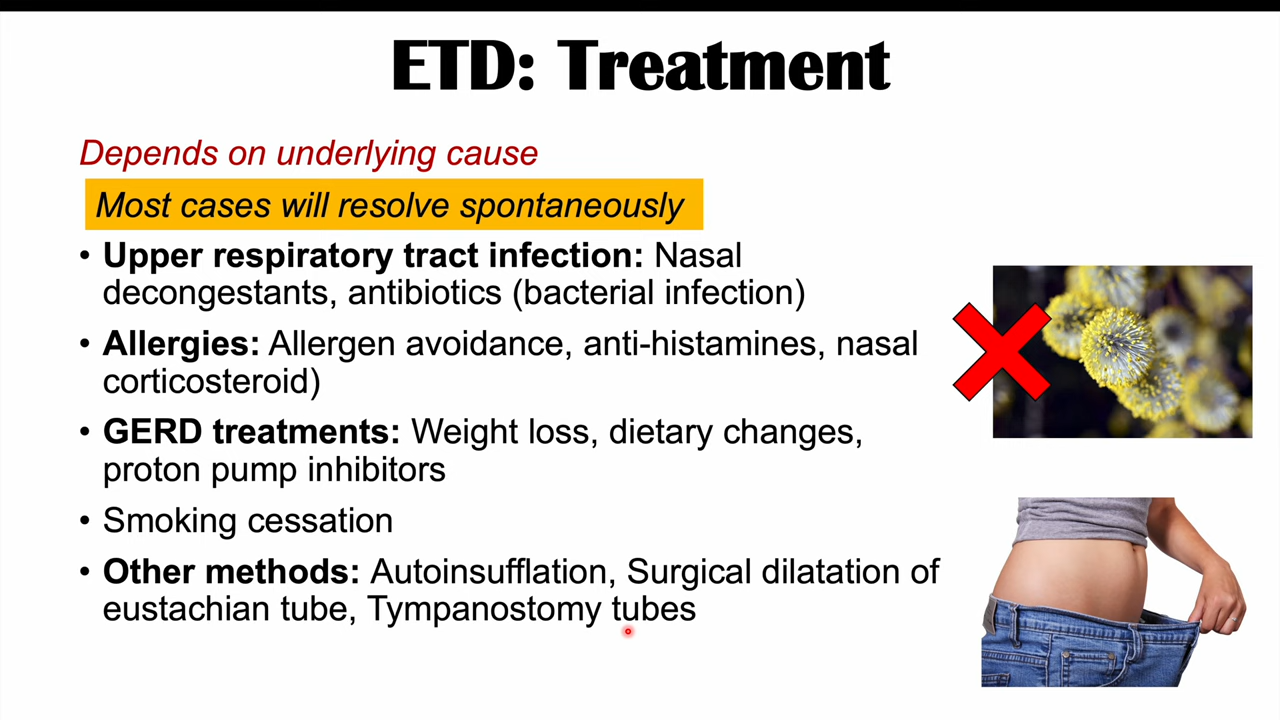 ETD: Treatment
Depends on underlying cause
Most cases will resolve spontaneously
• Upper respiratory tract infection: Nasal
decongestants, antibiotics (bacterial infection)
• Allergies: Allergen avoidance, anti-histamines, nasal
corticosteroid)
• GERD treatments: Weight loss, dietary changes,
proton pump inhibitors
• Smoking cessation
• Other methods: Autoinsufflation, Surgical dilatation of
eustachian tube, Tympanostomy tubes